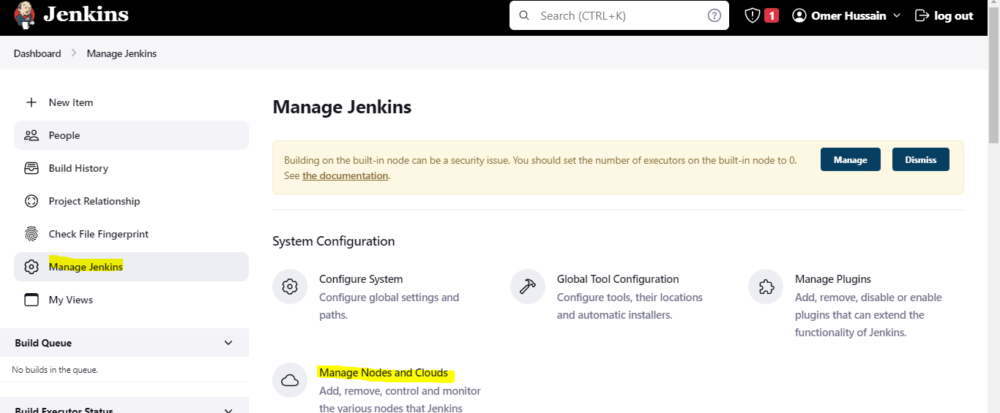 Jenkins
Search (CTRL+K)
1
Omer Hussain
log out
Dashboard
Manage Jenkins
New Item
People
Build History
Project Relationship
Check File Fingerprint
Manage Jenkins
My Views
Build Queue
No builds in the queue.
Build Executor Status
Manage Jenkins
Building on the built-in node can be a security issue. You should set the number of executors on the built-in node to 0.
See the documentation.
Manage
Dismiss
System Configuration
Configure System
Configure global settings and
paths.
Global Tool Configuration
Configure tools, their locations
and automatic installers.
Manage Plugins
Add, remove, disable or enable
plugins that can extend the
functionality of Jenkins.
Manage Nodes and Clouds
Add, remove, control and monitor
the various nodes that Jenkins